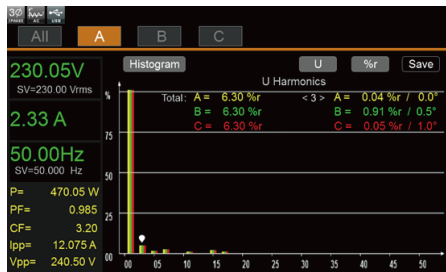 3Ø
AC
USB
All A B C
230.05V
SV=230.00 Vrms
2.33 A
50.00Hz
SV=50.000 Hz
P= 470.05 W
PF= 0.985
CF= 3.20
Ipp= 12.075 A
Vpp= 240.50 V
Histogram U %r Save
U Harmonics
%
Total: A = 6.30 %r < 3 > A = 0.04 %r / 0.0°
B = 6.30 %r B = 0.91 %r / 0.5°
C = 6.30 %r C = 0.05 %r / 1.0°
75
50
25
00
00 05 10 15 20 25 30 35 40 45 50